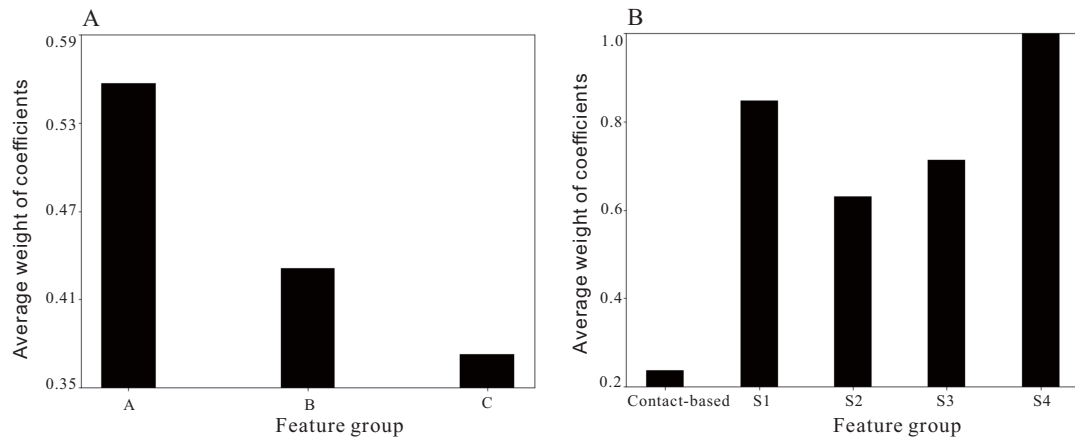 A
Average weight of coefficients
0.59
0.53
0.47
0.41
0.35
A B C
Feature group
B
Average weight of coefficients
1.0
0.8
0.6
0.4
0.2
Contact-based S1 S2 S3 S4
Feature group